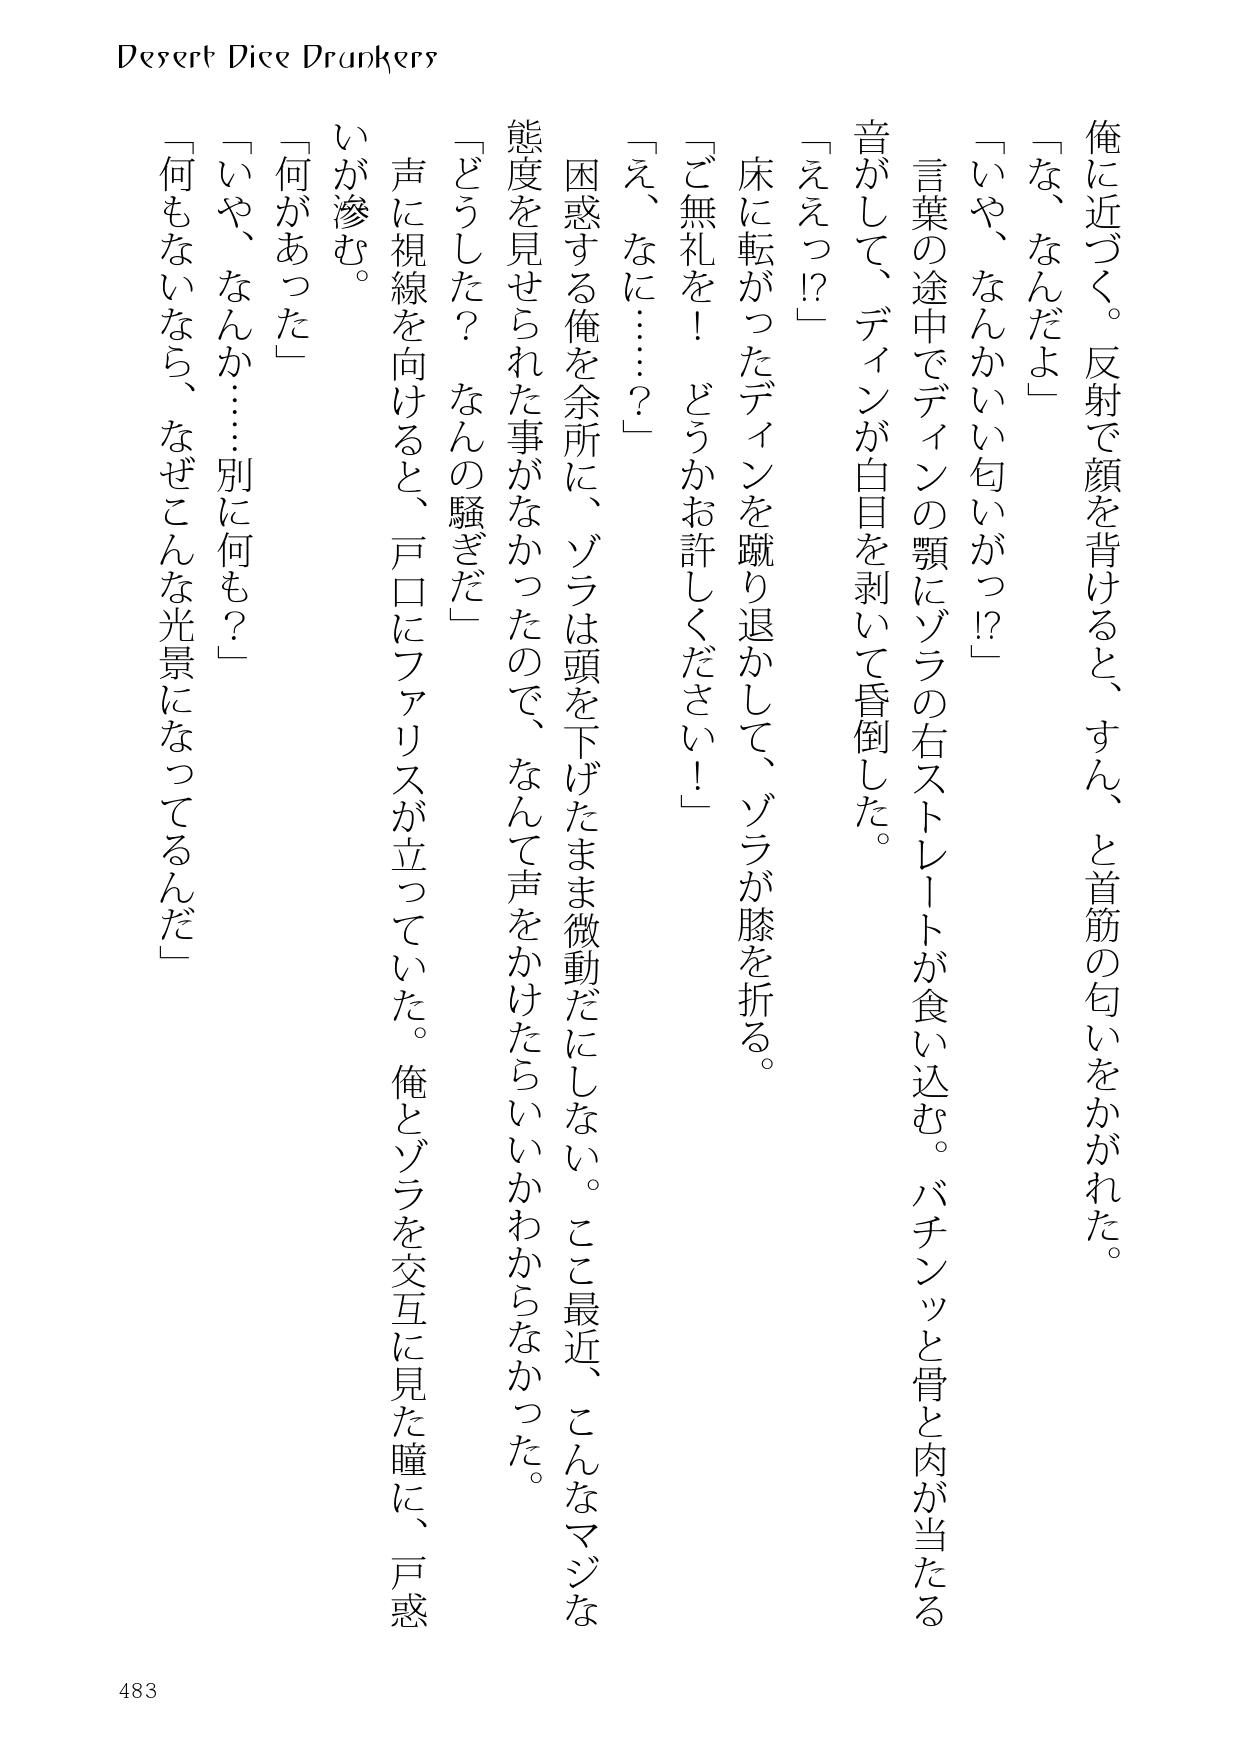 Desert Dice Drunkers
俺に近づく。反射で顔を背けると、すん、と首筋の匂いをかがれた。
「な、なんだよ」
「いや、なんかいい匂いがっ⁉」
　言葉の途中でディンの顎にゾラの右ストレートが食い込む。バチンッと骨と肉が当たる
音がして、ディンが白目を剥いて昏倒した。
「ええっ⁉」
　床に転がったディンを蹴り退かして、ゾラが膝を折る。
「ご無礼を！　どうかお許しください！」
「え、なに……？」
　困惑する俺を余所に、ゾラは頭を下げたまま微動だにしない。ここ最近、こんなマジな
態度を見せられた事がなかったので、なんて声をかけたらいいかわからなかった。
「どうした？　なんの騒ぎだ」
　声に視線を向けると、戸口にファリスが立っていた。俺とゾラを交互に見た瞳に、戸惑
いが滲む。
「何があった」
「いや、なんか……別に何も？」
「何もないなら、なぜこんな光景になってるんだ」
483